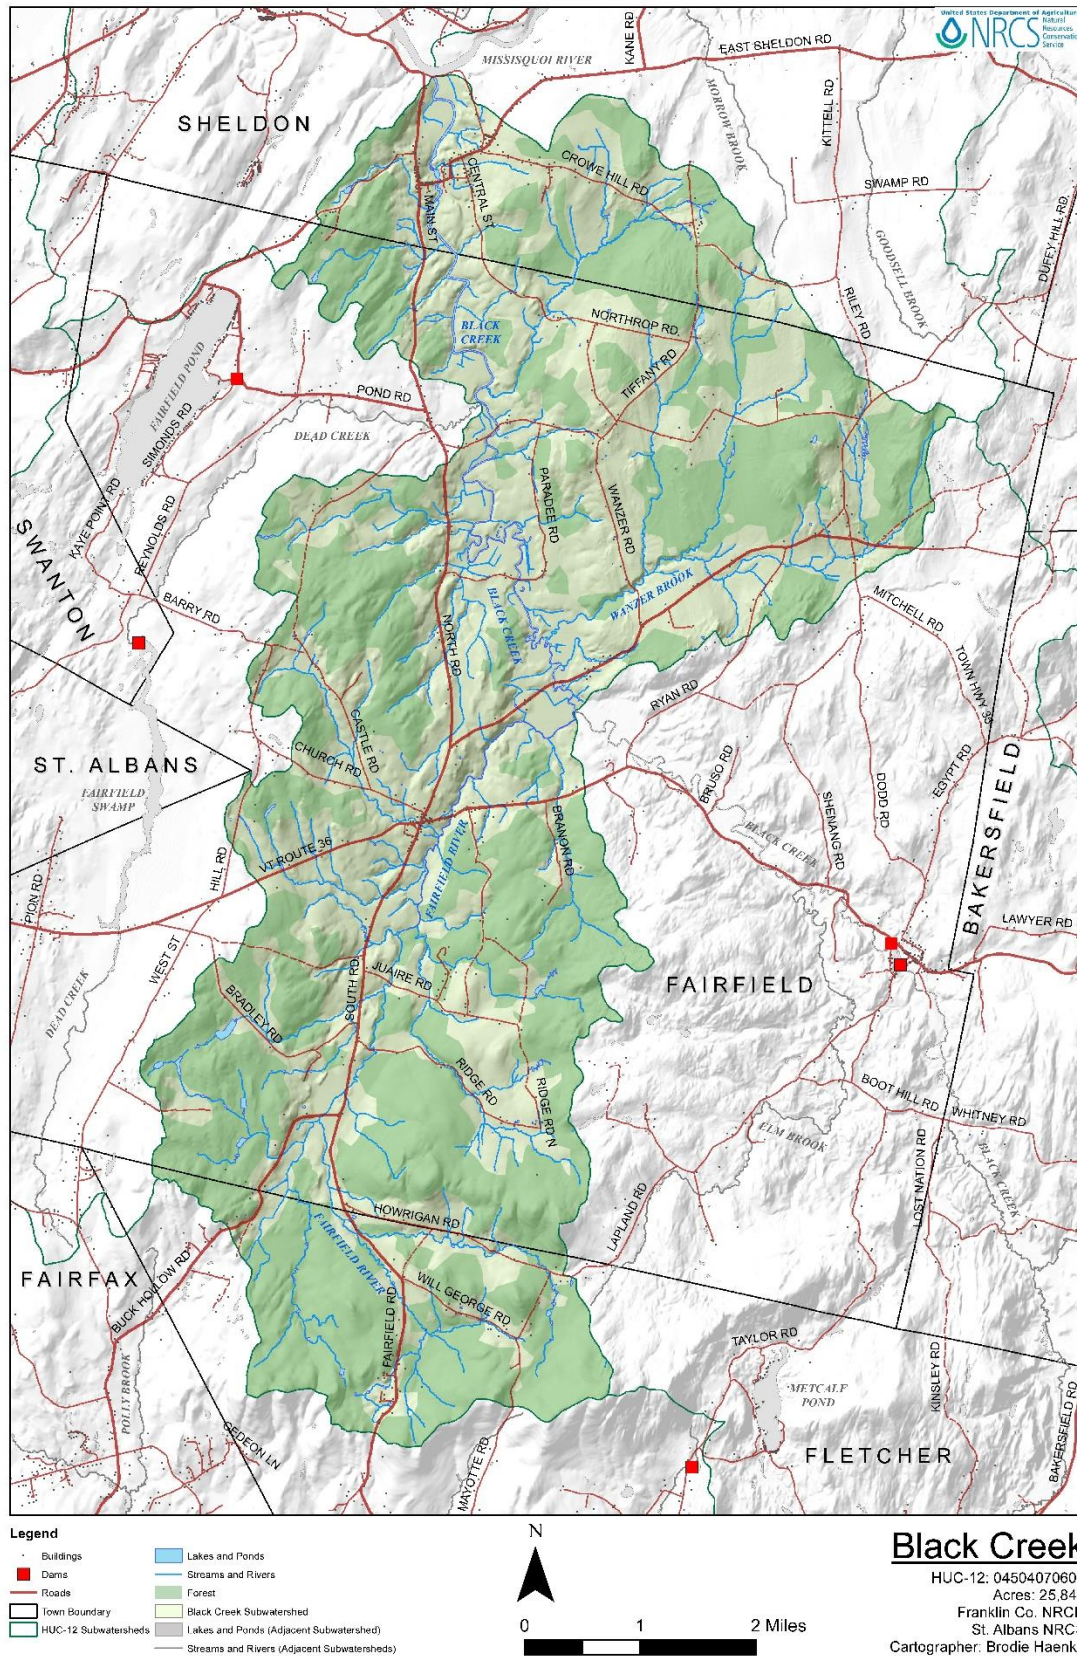 United States Department of Agricultur
NRCS
Natural
Resources
Conservatio
Service
MISSISQUOI RIVER
KANE RD
EAST SHELDON RD
MORROW BROOK
KITTELL RD
SHELDON
CROWE HILL RD
SWAMP RD
CENTRAL ST
MAIN ST
GOODSELL BROOK
DUFFY HILL RD
RILEY RD
NORTHROP RD
BLACK
CREEK
TIFFANY RD
FAIRFIELD POND
POND RD
SIMONDS RD
DEAD CREEK
KAYE POINT RD
REYNOLDS RD
PARADEE RD
WANZER RD
SWANTON
BARRY RD
WANZER BROOK
BLACK CREEK
NORTH RD
MITCHELL RD
TOWN HWY 35
RYAN RD
CASTLE RD
CHURCH RD
ST. ALBANS
FAIRFIELD
SWAMP
BRUSO RD
EGYPT RD
DODD RD
SHENANG RD
BRANON RD
BLACK CREEK
VT ROUTE 36
HILL RD
FAIRFIELD RIVER
BAKERSFIELD
PION RD
LAWYER RD
WEST ST
JUAIRE RD
SOUTH RD
FAIRFIELD
DEAD CREEK
BRADLEY RD
RIDGE RD
RIDGE RD N
BOOT HILL RD
WHITNEY RD
ELM BROOK
LOST NATION RD
BLACK CREEK
HOWRIGAN RD
LAPLAND RD
FAIRFIELD RIVER
FAIRFAX
BUCK HOLLOW RD
WILL GEORGE RD
FAIRFIELD RD
TAYLOR RD
METCALF
POND
KINSLEY RD
POLLY BROOK
GEDEON LN
MAYOTTE RD
FLETCHER
BAKERSFIELD RD
Legend
Buildings
Dams
Roads
Town Boundary
HUC-12 Subwatersheds
Lakes and Ponds
Streams and Rivers
Forest
Black Creek Subwatershed
Lakes and Ponds (Adjacent Subwatershed)
Streams and Rivers (Adjacent Subwatersheds)
N
0 1 2 Miles
Black Creek
HUC-12: 0450407060
Acres: 25,84
Franklin Co. NRC
St. Albans NRC
Cartographer: Brodie Haenk